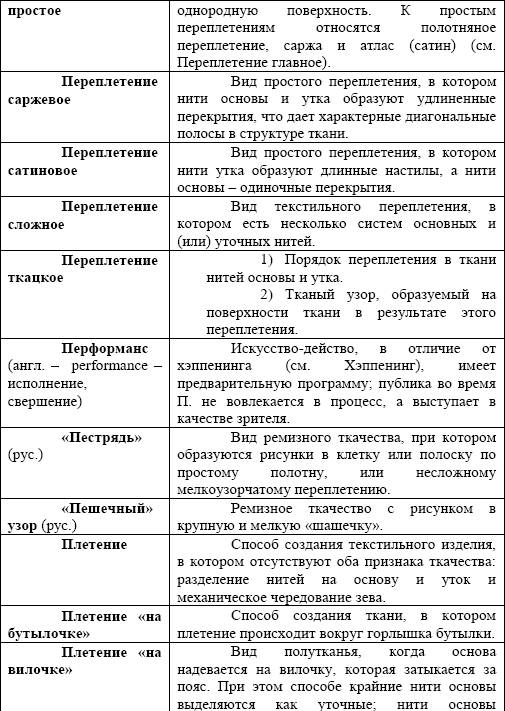 простое
однородную поверхность. К простым
переплетениям относятся полотняное
переплетение, саржа и атлас (сатин) (см.
Переплетение главное).
Переплетение
саржевое
Вид простого переплетения, в котором
нити основы и утка образуют удлиненные
перекрытия, что дает характерные диагональные
полосы в структуре ткани.
Переплетение
сатиновое
Вид простого переплетения, в котором
нити утка образуют длинные настилы, а нити
основы – одиночные перекрытия.
Переплетение
сложное
Вид текстильного переплетения, в
котором есть несколько систем основных и
(или) уточных нитей.
Переплетение
ткацкое
1) Порядок переплетения в ткани
нитей основы и утка.
2) Тканый узор, образуемый на
поверхности ткани в результате этого
переплетения.
Перформанс
(англ. – performance –
исполнение,
свершение)
Искусство-действо, в отличие от
хэппенинга (см. Хэппенинг), имеет
предварительную программу; публика во время
П. не вовлекается в процесс, а выступает в
качестве зрителя.
«Пестрядь»
(рус.)
Вид ремизного ткачества, при котором
образуются рисунки в клетку или полоску по
простому полотну, или несложному
мелкоузорчатому переплетению.
«Пешечный»
узор (рус.)
Ремизное ткачество с рисунком в
крупную и мелкую «шашечку».
Плетение
Способ создания текстильного изделия,
в котором отсутствуют оба признака ткачества:
разделение нитей на основу и уток и
механическое чередование зева.
Плетение «на
бутылочке»
Способ создания ткани, в котором
плетение происходит вокруг горлышка бутылки.
Плетение «на
вилочке»
Вид полутканья, когда основа
надевается на вилочку, которая затыкается за
пояс. При этом способе крайние нити основы
выделяются как уточные; нити основы